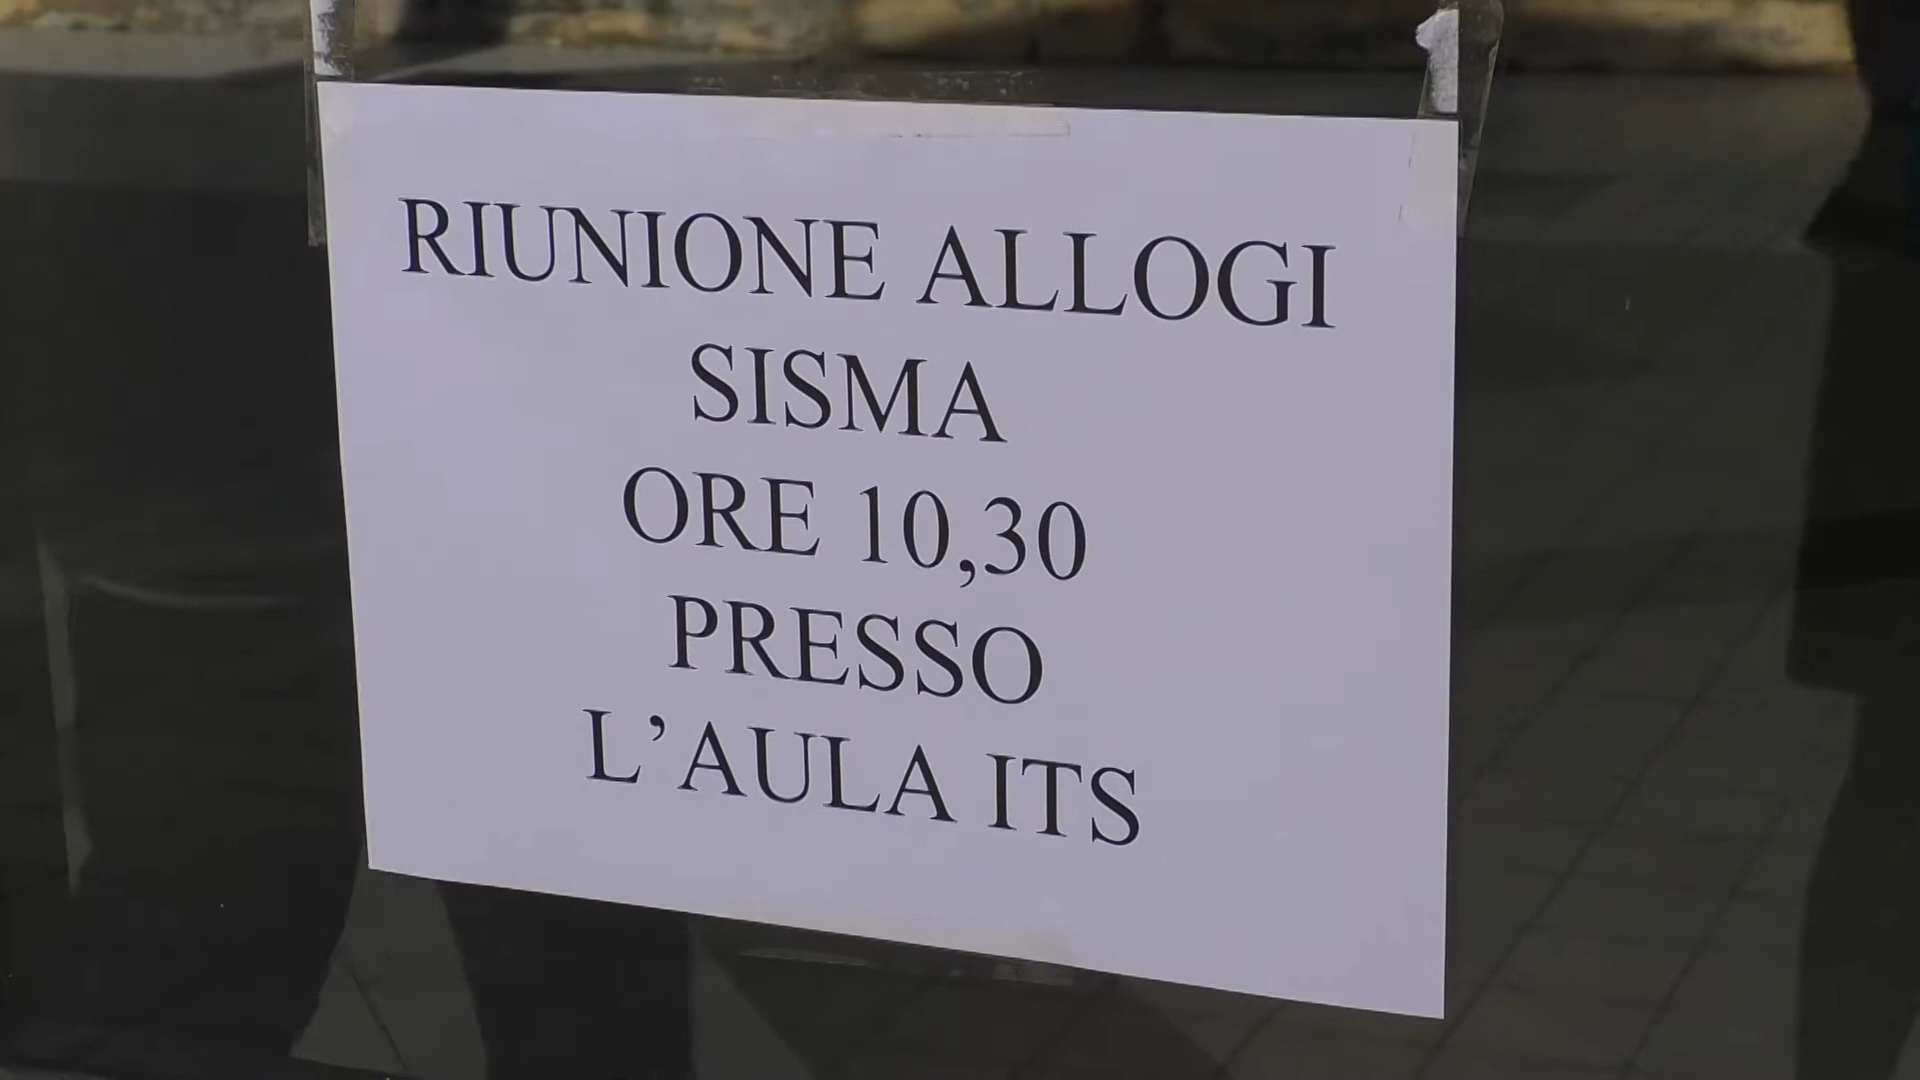 RIUNIONE ALLOGI
SISMA
ORE 10,30
PRESSO
L’AULA ITS